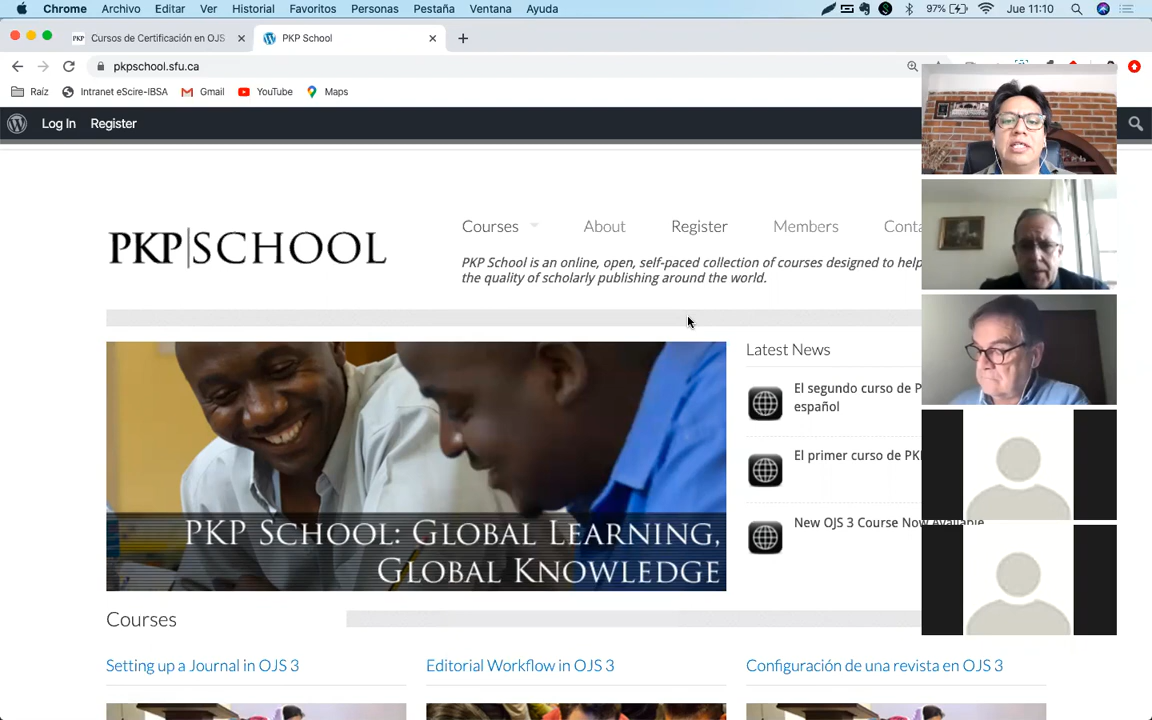 Chrome Archivo Editar Ver Historial Favoritos Personas Pestaña Ventana Ayuda 97% Jue 11:10
PKP Cursos de Certificación en OJS PKP School
pkpschool.sfu.ca
Raíz Intranet eScire-IBSA Gmail YouTube Maps
Log In Register
PKP|SCHOOL
Courses About Register Members Conta
PKP School is an online, open, self-paced collection of courses designed to help
the quality of scholarly publishing around the world.
PKP School: Global Learning,
Global Knowledge
Latest News
El segundo curso de P
español
El primer curso de PK
New OJS 3 Course Now Available
Courses
Setting up a Journal in OJS 3
Editorial Workflow in OJS 3
Configuración de una revista en OJS 3